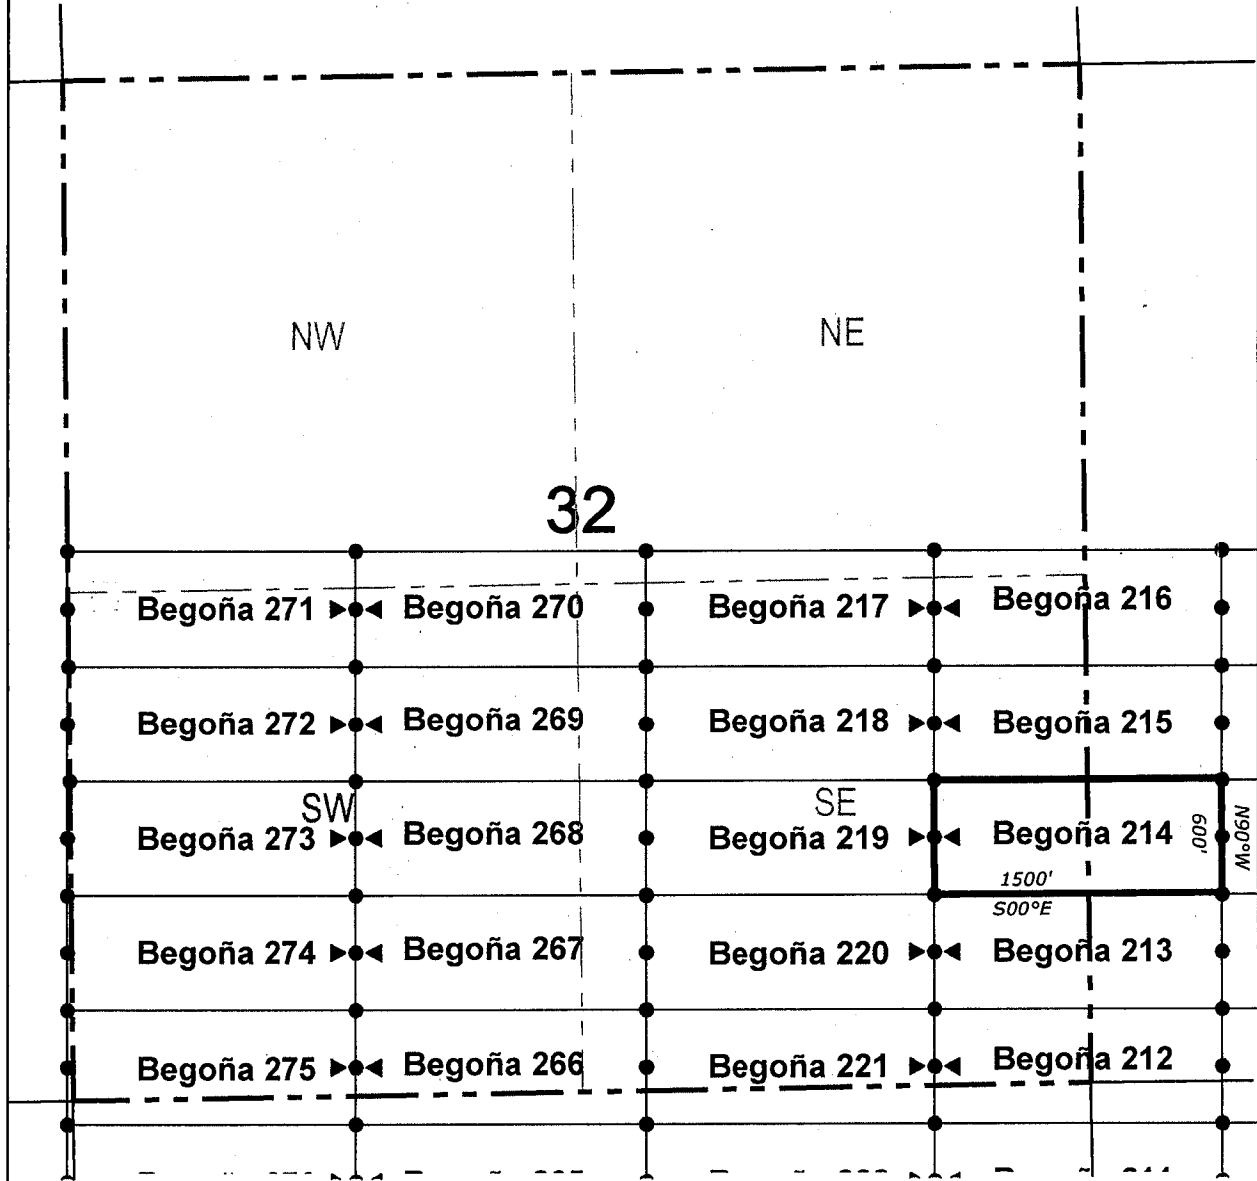 NW NE
32
Begoña 271 Begoña 270 Begoña 217 Begoña 216
Begoña 272 Begoña 269 Begoña 218 Begoña 215
SW SE
Begoña 273 Begoña 268 Begoña 219 Begoña 214 600' N90°W
1500'
S00°E
Begoña 274 Begoña 267 Begoña 220 Begoña 213
Begoña 275 Begoña 266 Begoña 221 Begoña 212